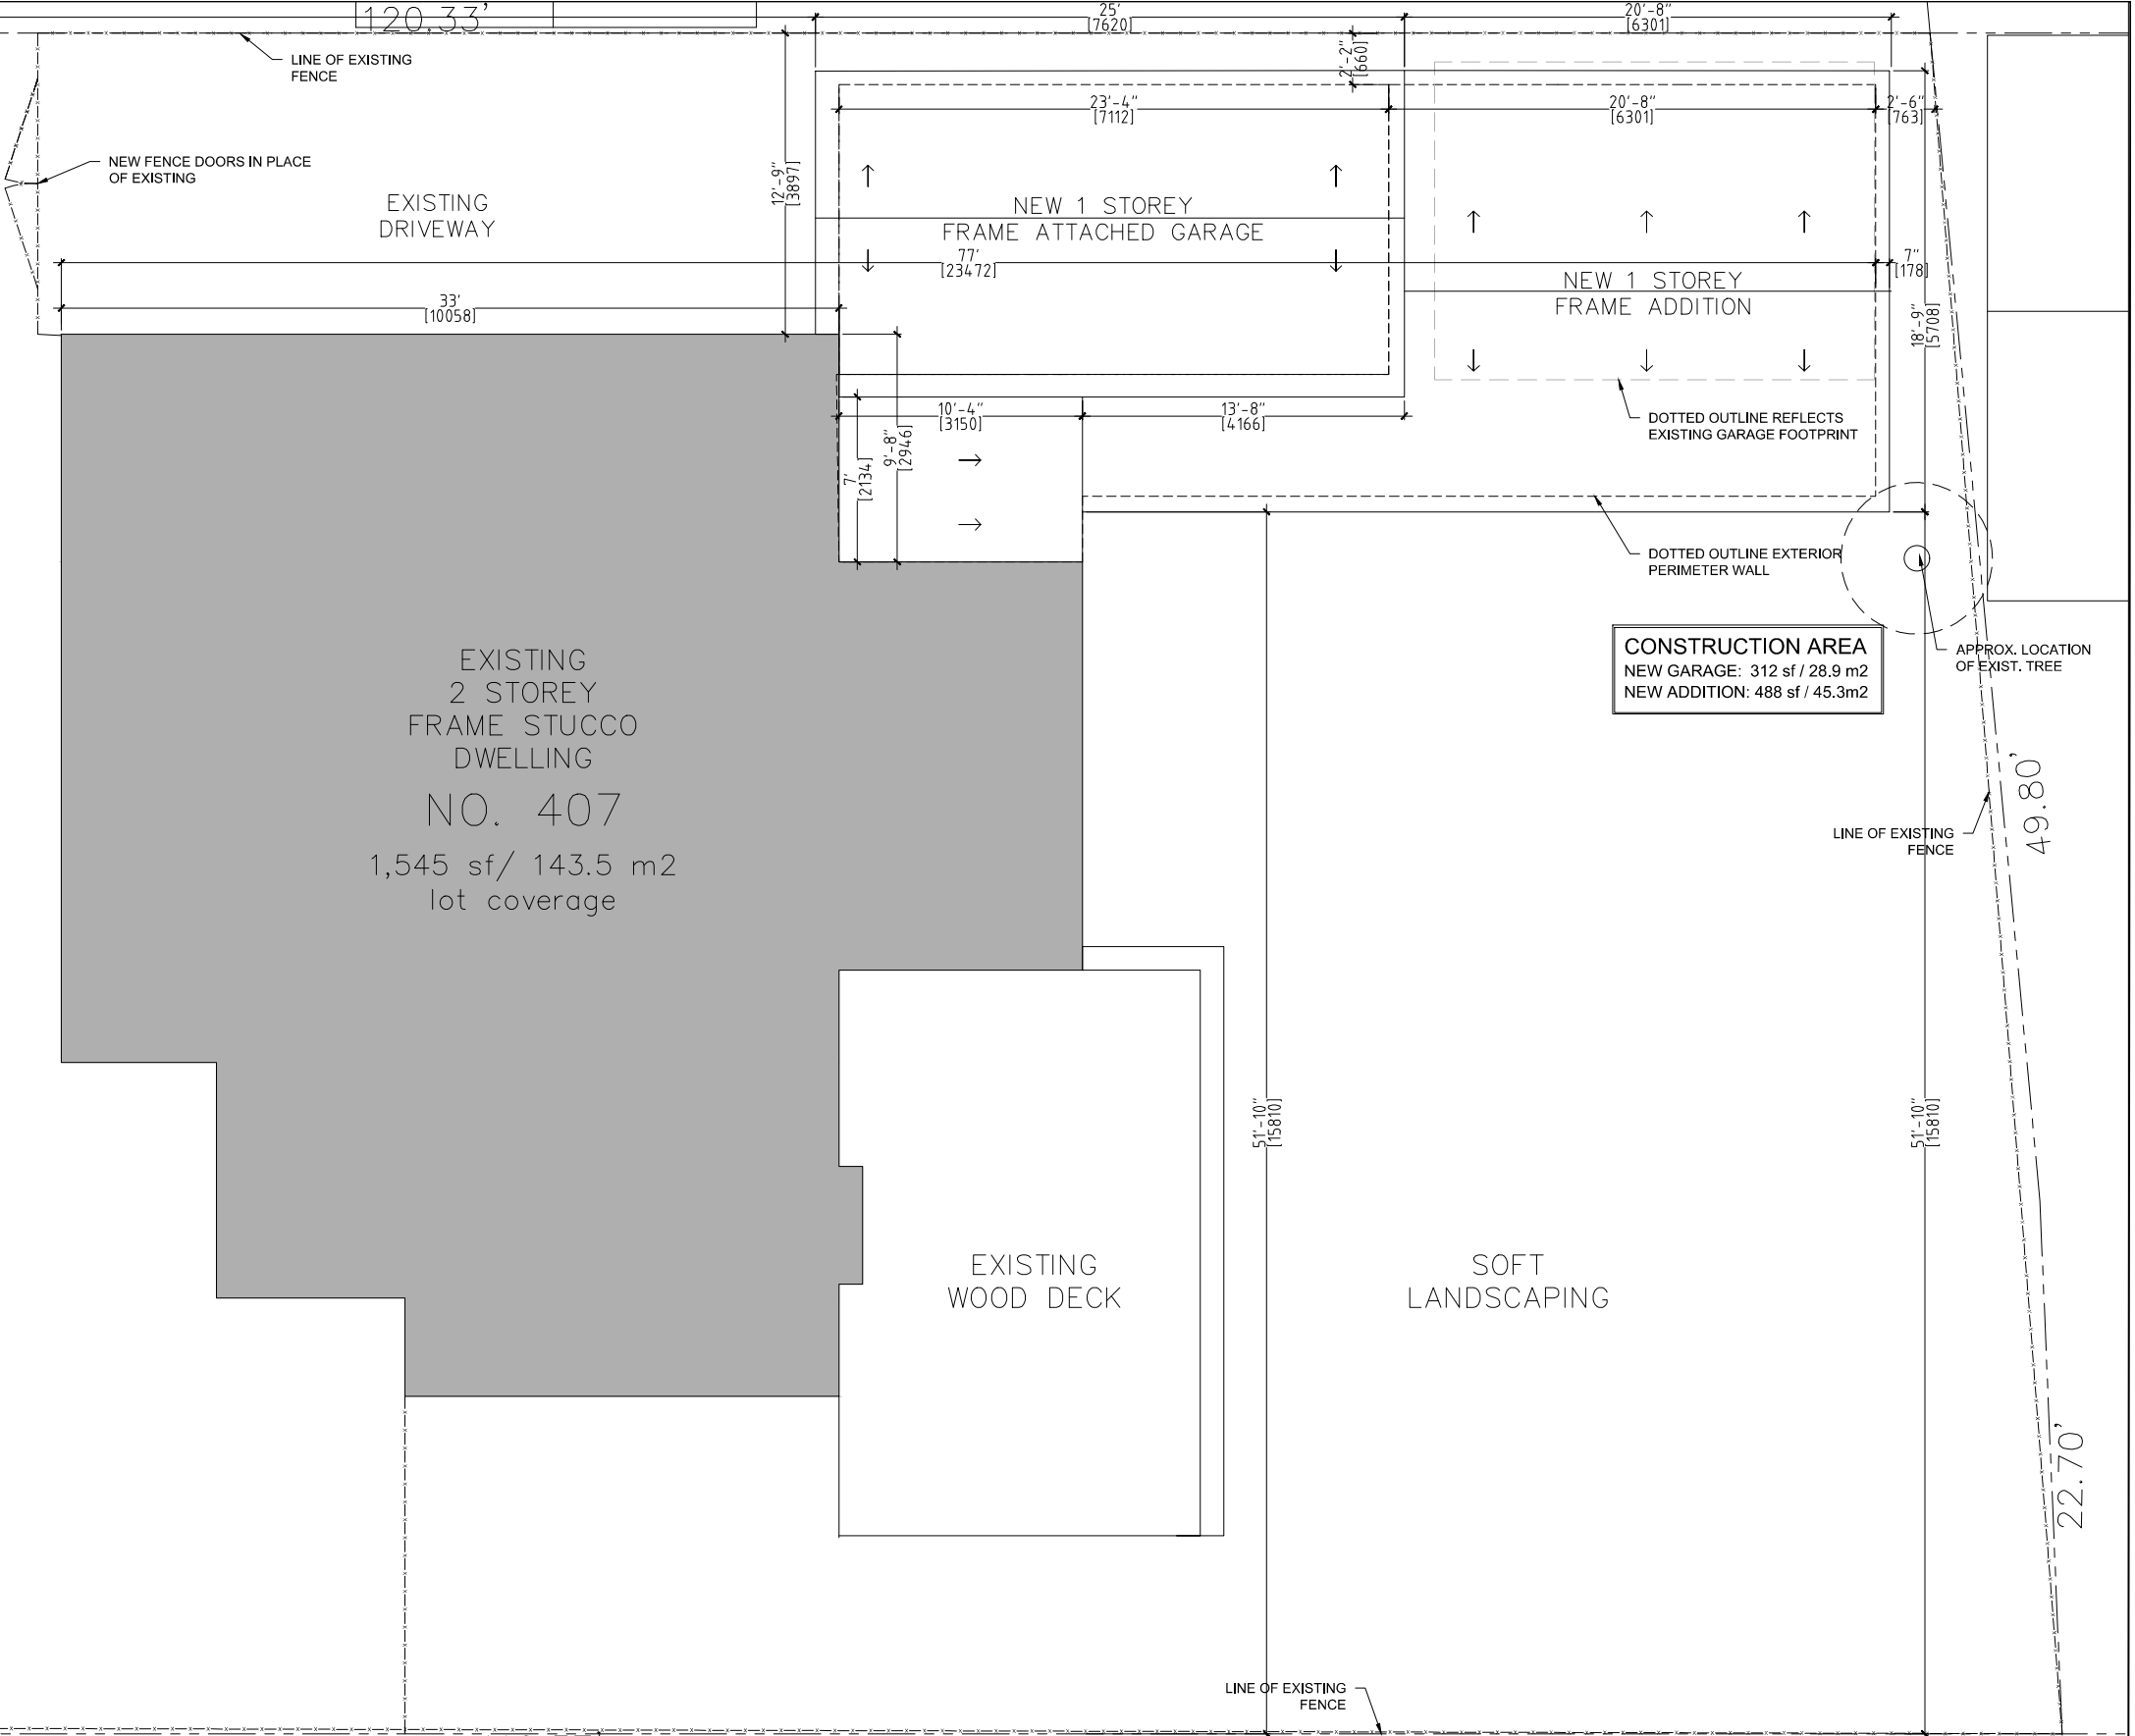 120.33'
25'
[7620]
20'-8"
[6301]
LINE OF EXISTING
FENCE
2'-2"
[660]
23'-4"
[7112]
20'-8"
[6301]
2'-6"
[763]
NEW FENCE DOORS IN PLACE
OF EXISTING
12'-9"
[3897]
EXISTING
DRIVEWAY
NEW 1 STOREY
FRAME ATTACHED GARAGE
77'
[23472]
7"
[178]
NEW 1 STOREY
FRAME ADDITION
33'
[10058]
18'-9"
[5708]
10'-4"
[3150]
13'-8"
[4166]
DOTTED OUTLINE REFLECTS
EXISTING GARAGE FOOTPRINT
9'-8"
[2946]
7'
[2134]
DOTTED OUTLINE EXTERIOR
PERIMETER WALL
CONSTRUCTION AREA
NEW GARAGE: 312 sf / 28.9 m2
NEW ADDITION: 488 sf / 45.3m2
APPROX. LOCATION
OF EXIST. TREE
EXISTING
2 STOREY
FRAME STUCCO
DWELLING
NO. 407
1,545 sf/ 143.5 m2
lot coverage
49.80'
LINE OF EXISTING
FENCE
51'-10"
[15810]
51'-10"
[15810]
EXISTING
WOOD DECK
SOFT
LANDSCAPING
22.70'
LINE OF EXISTING
FENCE